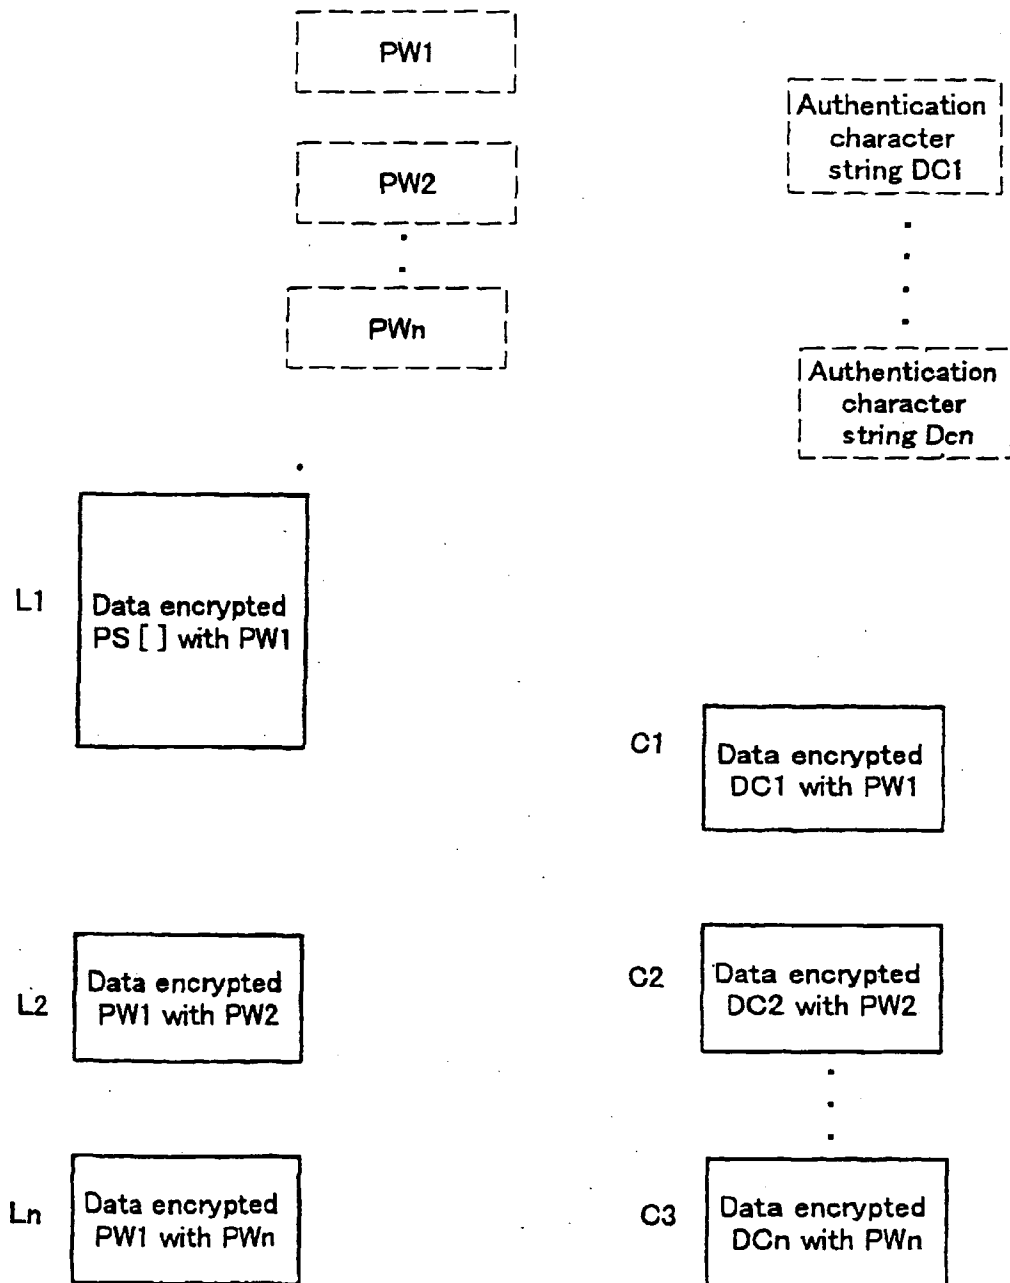 PW1
PW2
PWn
Authentication
character
string DC1
Authentication
character
string Dcn
L1
Data encrypted
PS [ ] with PW1
C1
Data encrypted
DC1 with PW1
L2
Data encrypted
PW1 with PW2
C2
Data encrypted
DC2 with PW2
Ln
Data encrypted
PW1 with PWn
C3
Data encrypted
DCn with PWn